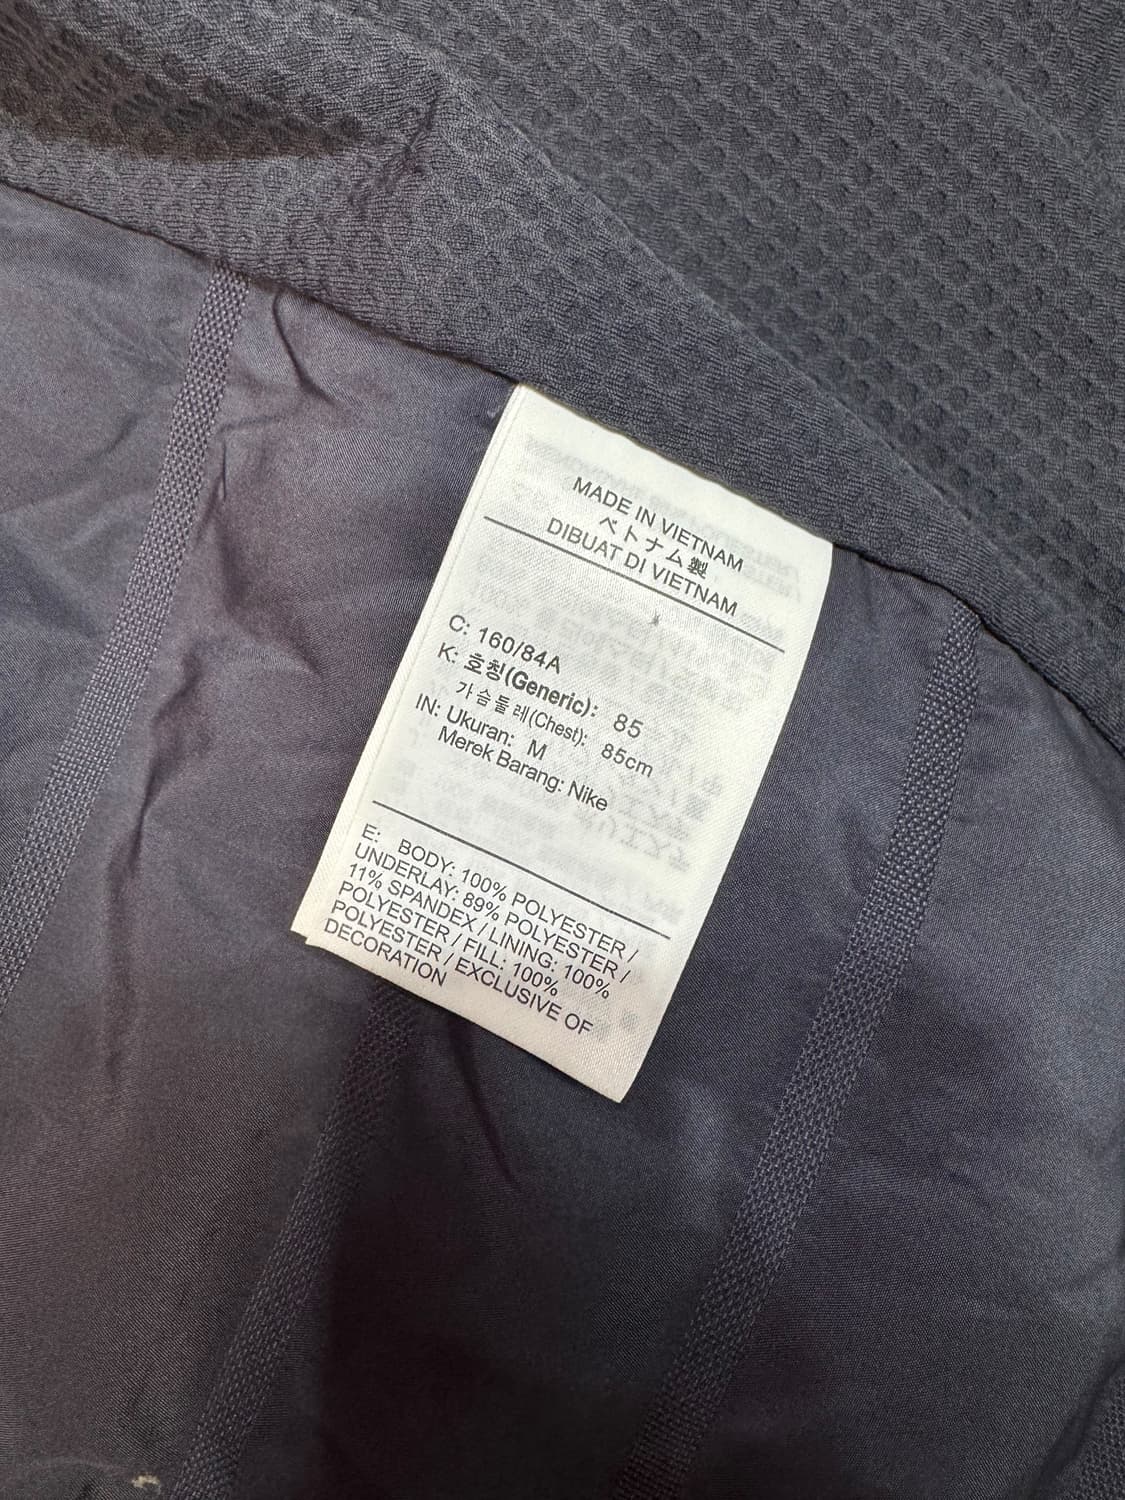 MADE IN VIETNAM
ベトナム製
DIBUAT DI VIETNAM
C: 160/84A
K: 호칭(Generic): 85
가슴둘레(Chest): 85cm
IN: Ukuran: M
Merek Barang: Nike
E: BODY: 100% POLYESTER /
UNDERLAY: 89% POLYESTER /
11% SPANDEX / LINING: 100%
POLYESTER / FILL: 100%
POLYESTER / EXCLUSIVE OF
DECORATION